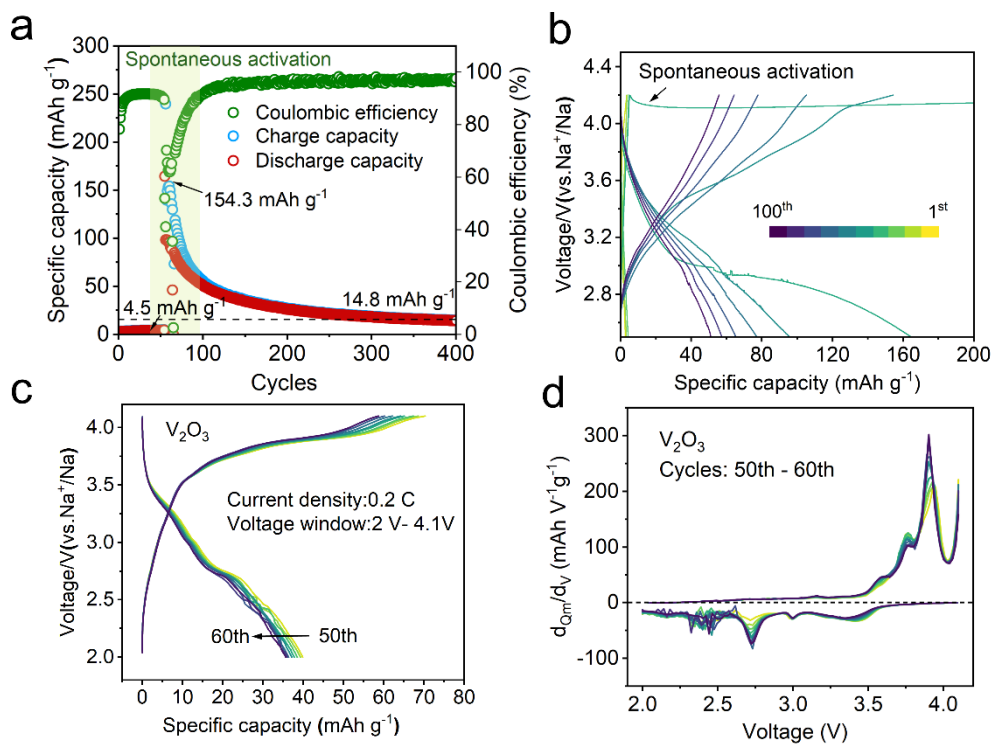 a
Spontaneous activation
Coulombic efficiency
Charge capacity
Discharge capacity
154.3 mAh g⁻¹
4.5 mAh g⁻¹
14.8 mAh g⁻¹
300
250
200
150
100
50
0
Specific capacity (mAh g⁻¹)
100
80
60
40
20
0
Coulombic efficiency (%)
0 100 200 300 400
Cycles
b
Spontaneous activation
100th 1st
4.4
4.0
3.6
3.2
2.8
Voltage/V(vs.Na⁺/Na)
0 40 80 120 160 200
Specific capacity (mAh g⁻¹)
c
V₂O₃
Current density:0.2 C
Voltage window:2 V- 4.1V
60th 50th
4.0
3.5
3.0
2.5
2.0
Voltage/V(vs.Na⁺/Na)
0 10 20 30 40 50 60 70 80
Specific capacity (mAh g⁻¹)
d
V₂O₃
Cycles: 50th - 60th
300
200
100
0
-100
dQm/dV (mAh V⁻¹g⁻¹)
2.0 2.5 3.0 3.5 4.0
Voltage (V)